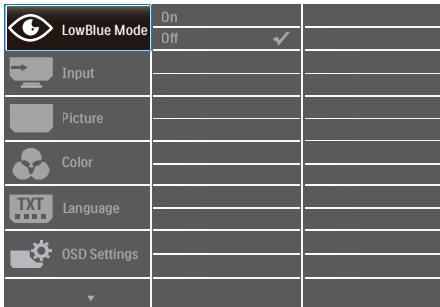 LowBlue Mode
On
Off
Input
Picture
Color
TXT
Language
OSD Settings